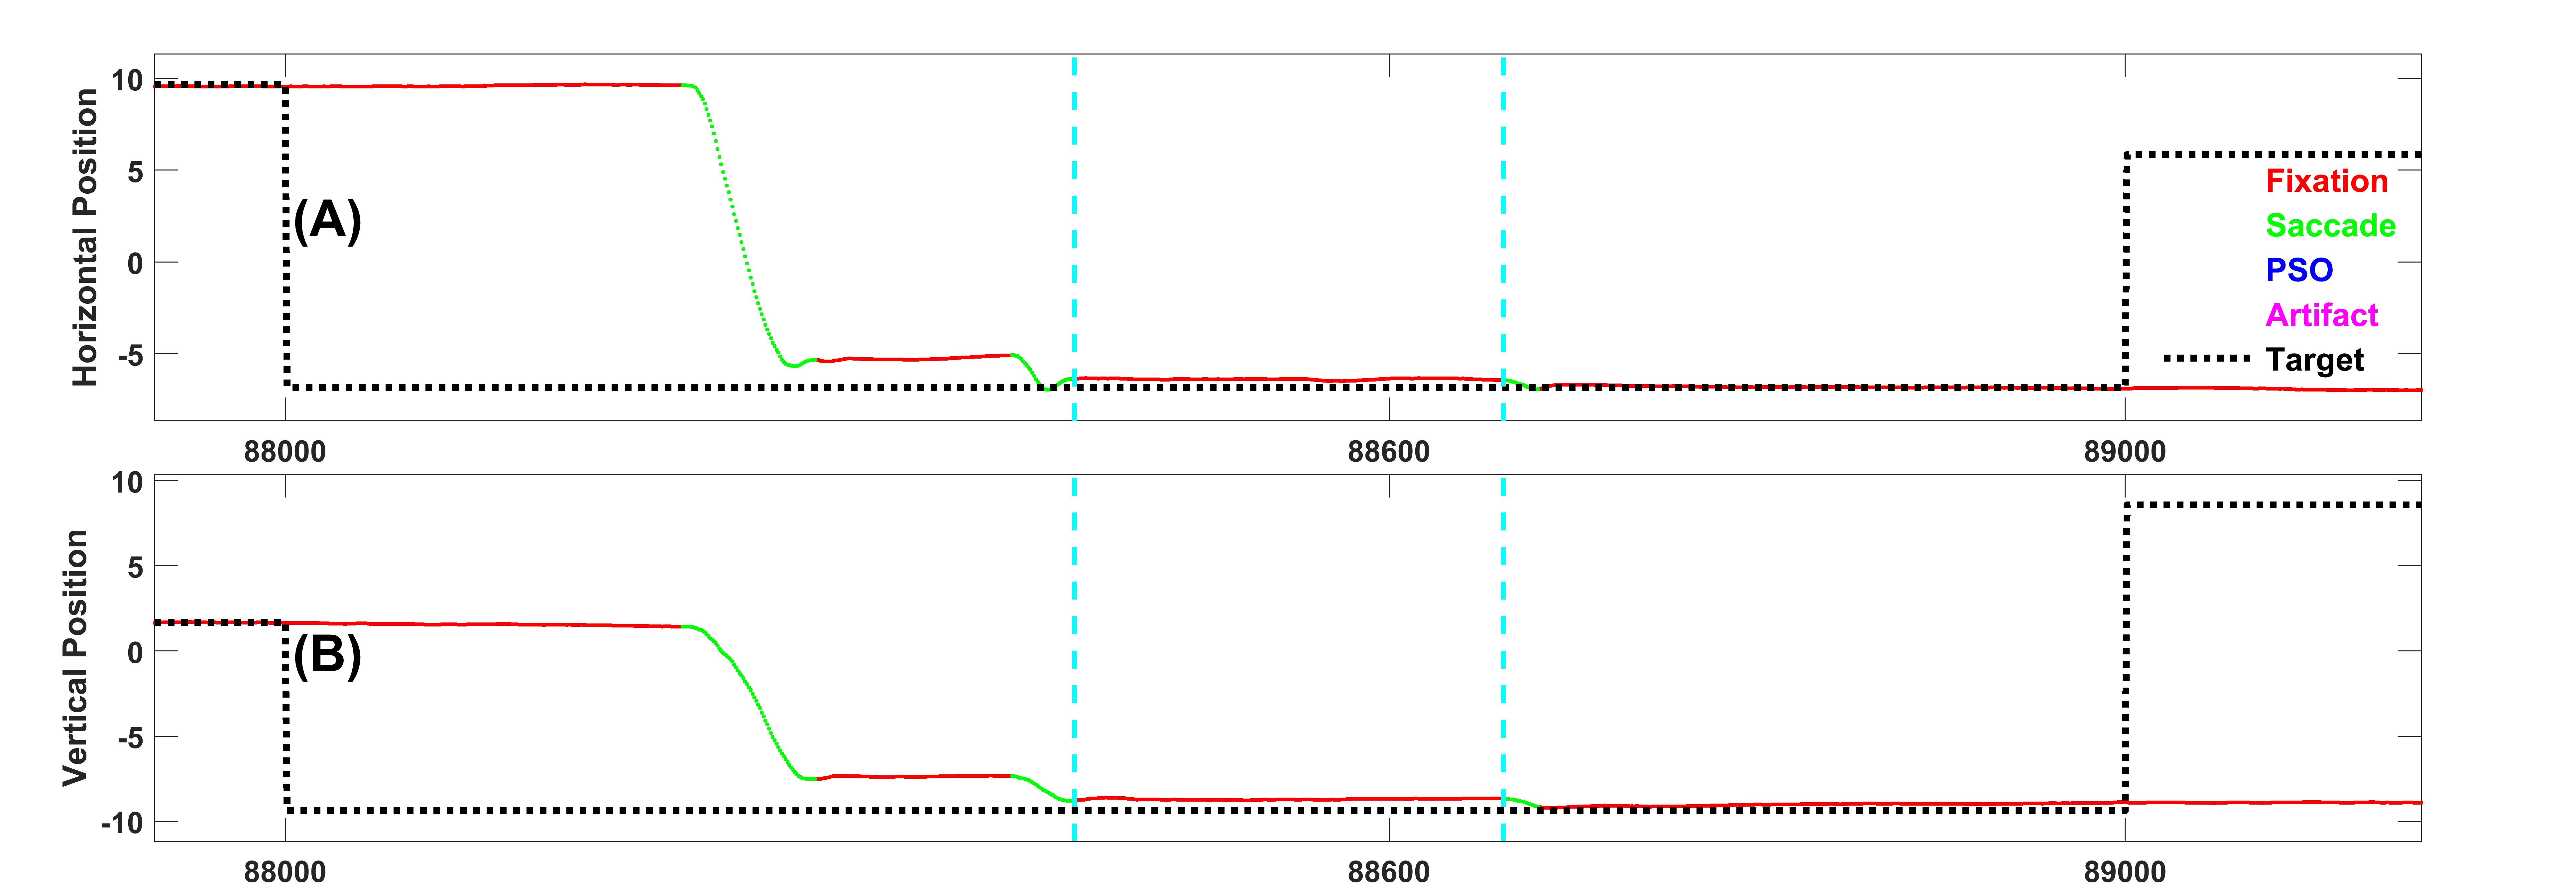 Horizontal Position
10
5
0
-5
(A)
Fixation
Saccade
PSO
Artifact
Target
88000
88600
89000
Vertical Position
10
5
0
-5
-10
(B)
88000
88600
89000